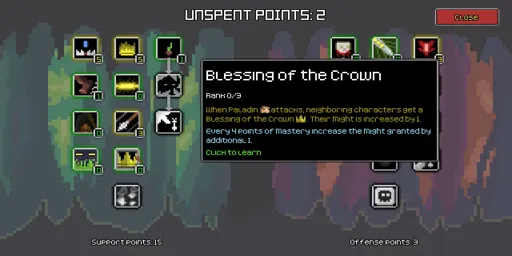 UNSPENT POINTS: 2
Close
Blessing of the Crown
Rank 0/3
When Paladin attacks, neighboring characters get a
Blessing of the Crown. Their Might is increased by 1.
Every 4 points of Mastery increase the Might granted by
additional 1.
Click to learn
Support points: 15
Offense points: 3